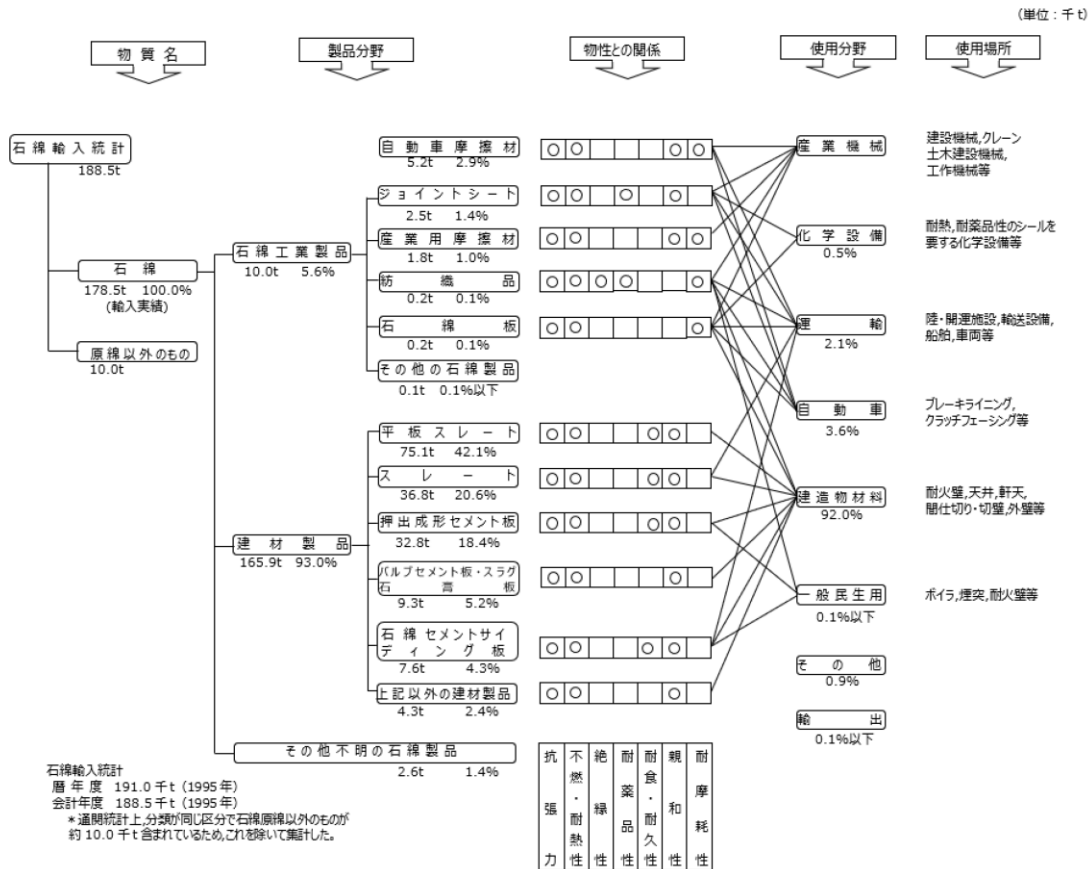 (単位：千t)
物質名
製品分野
物性との関係
使用分野
使用場所
石綿輸入統計
188.5t
石綿
178.5t 100.0%
(輸入実績)
原綿以外のもの
10.0t
石綿工業製品
10.0t 5.6%
建材製品
165.9t 93.0%
自動車摩擦材
5.2t 2.9%
ジョイントシート
2.5t 1.4%
産業用摩擦材
1.8t 1.0%
紡織品
0.2t 0.1%
石綿板
0.2t 0.1%
その他の石綿製品
0.1t 0.1%以下
平板スレート
75.1t 42.1%
スレート
36.8t 20.6%
押出成形セメント板
32.8t 18.4%
パルプセメント板・スラグ
石膏板
9.3t 5.2%
石綿セメントサイ
ディング板
7.6t 4.3%
上記以外の建材製品
4.3t 2.4%
その他不明の石綿製品
2.6t 1.4%
抗張力
不燃・耐熱性
絶縁性
耐薬品性
耐食・耐久性
親和性
耐摩耗性
産業機械
化学設備
0.5%
運輸
2.1%
自動車
3.6%
建造物材料
92.0%
一般民生用
0.1%以下
その他
0.9%
輸出
0.1%以下
建設機械,クレーン
土木建設機械,
工作機械等
耐熱,耐薬品性のシールを
要する化学設備等
陸・開運施設,輸送設備,
船舶,車両等
ブレーキライニング,
クラッチフェーシング等
耐火壁,天井,軒天,
間仕切り・切壁,外壁等
ボイラ,煙突,耐火壁等
石綿輸入統計
暦年度 191.0千t (1995年)
会計年度 188.5千t (1995年)
*通関統計上,分類が同じ区分で石綿原綿以外のものが
約10.0千t含まれているため,これを除いて集計した。